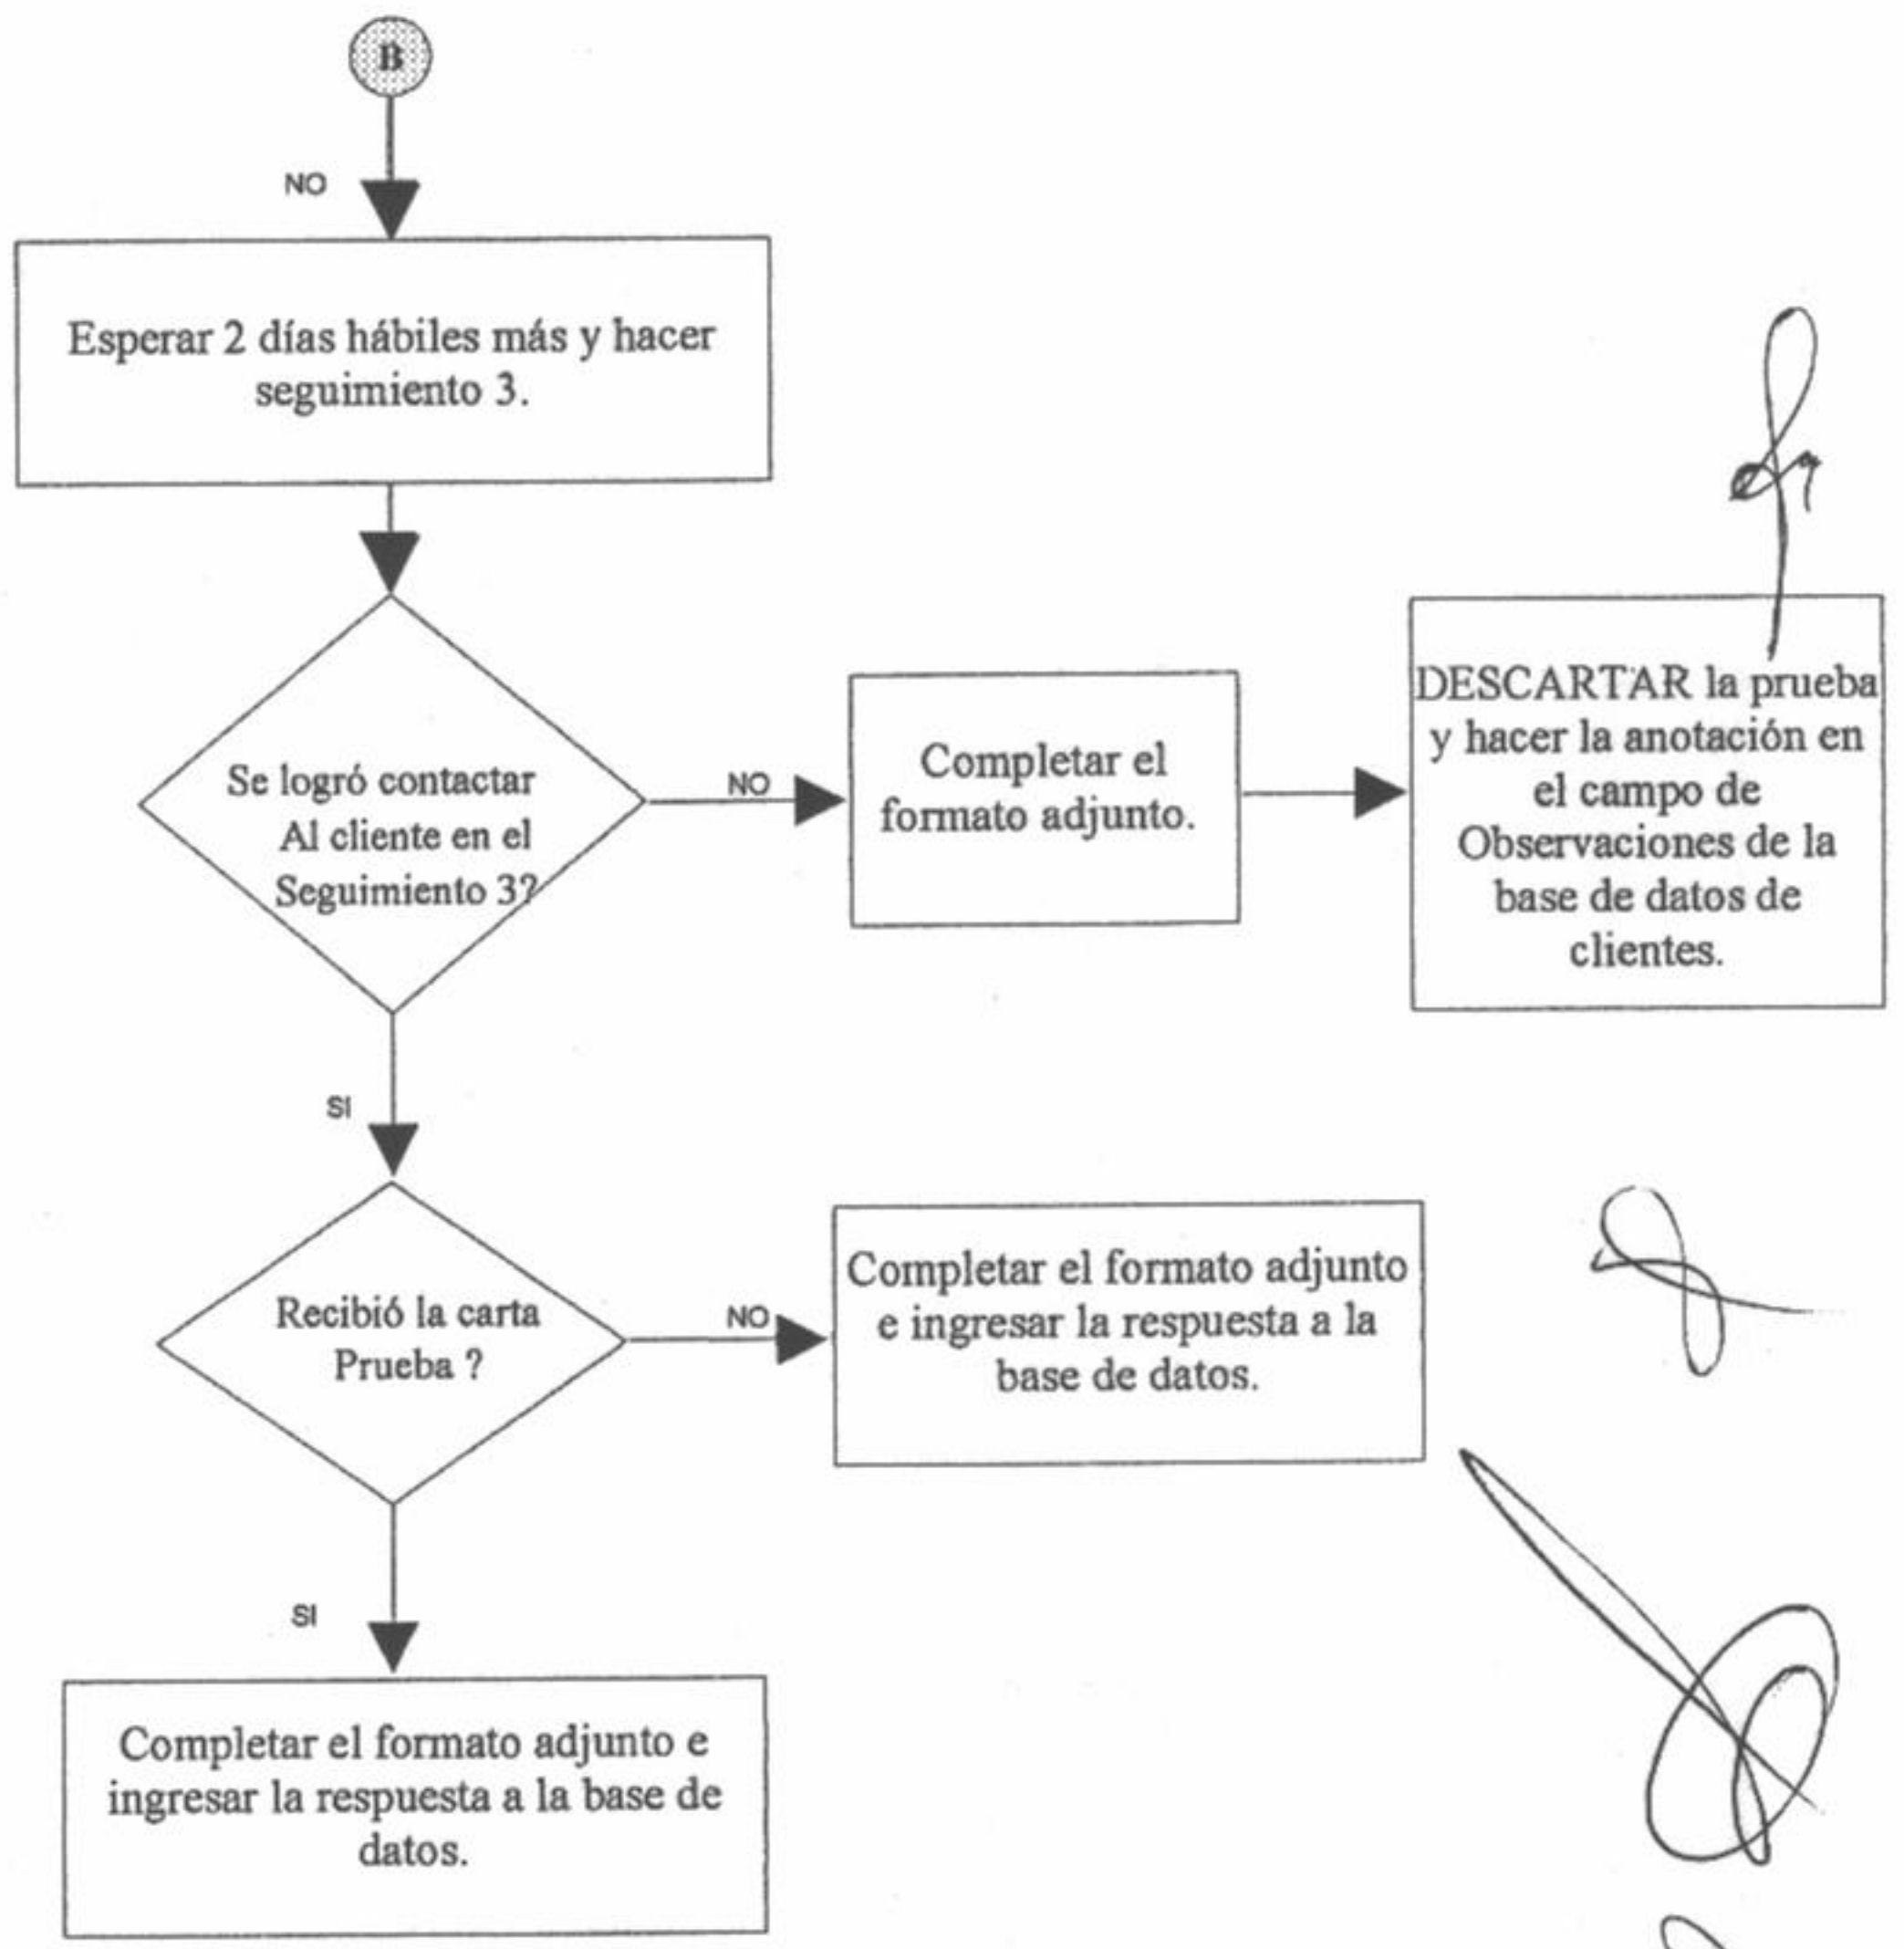 B
NO
Esperar 2 días hábiles más y hacer
seguimiento 3.
Se logró contactar
Al cliente en el
Seguimiento 3?
NO
Completar el
formato adjunto.
DESCARTAR la prueba
y hacer la anotación en
el campo de
Observaciones de la
base de datos de
clientes.
SI
Recibió la carta
Prueba ?
NO
Completar el formato adjunto
e ingresar la respuesta a la
base de datos.
SI
Completar el formato adjunto e
ingresar la respuesta a la base de
datos.